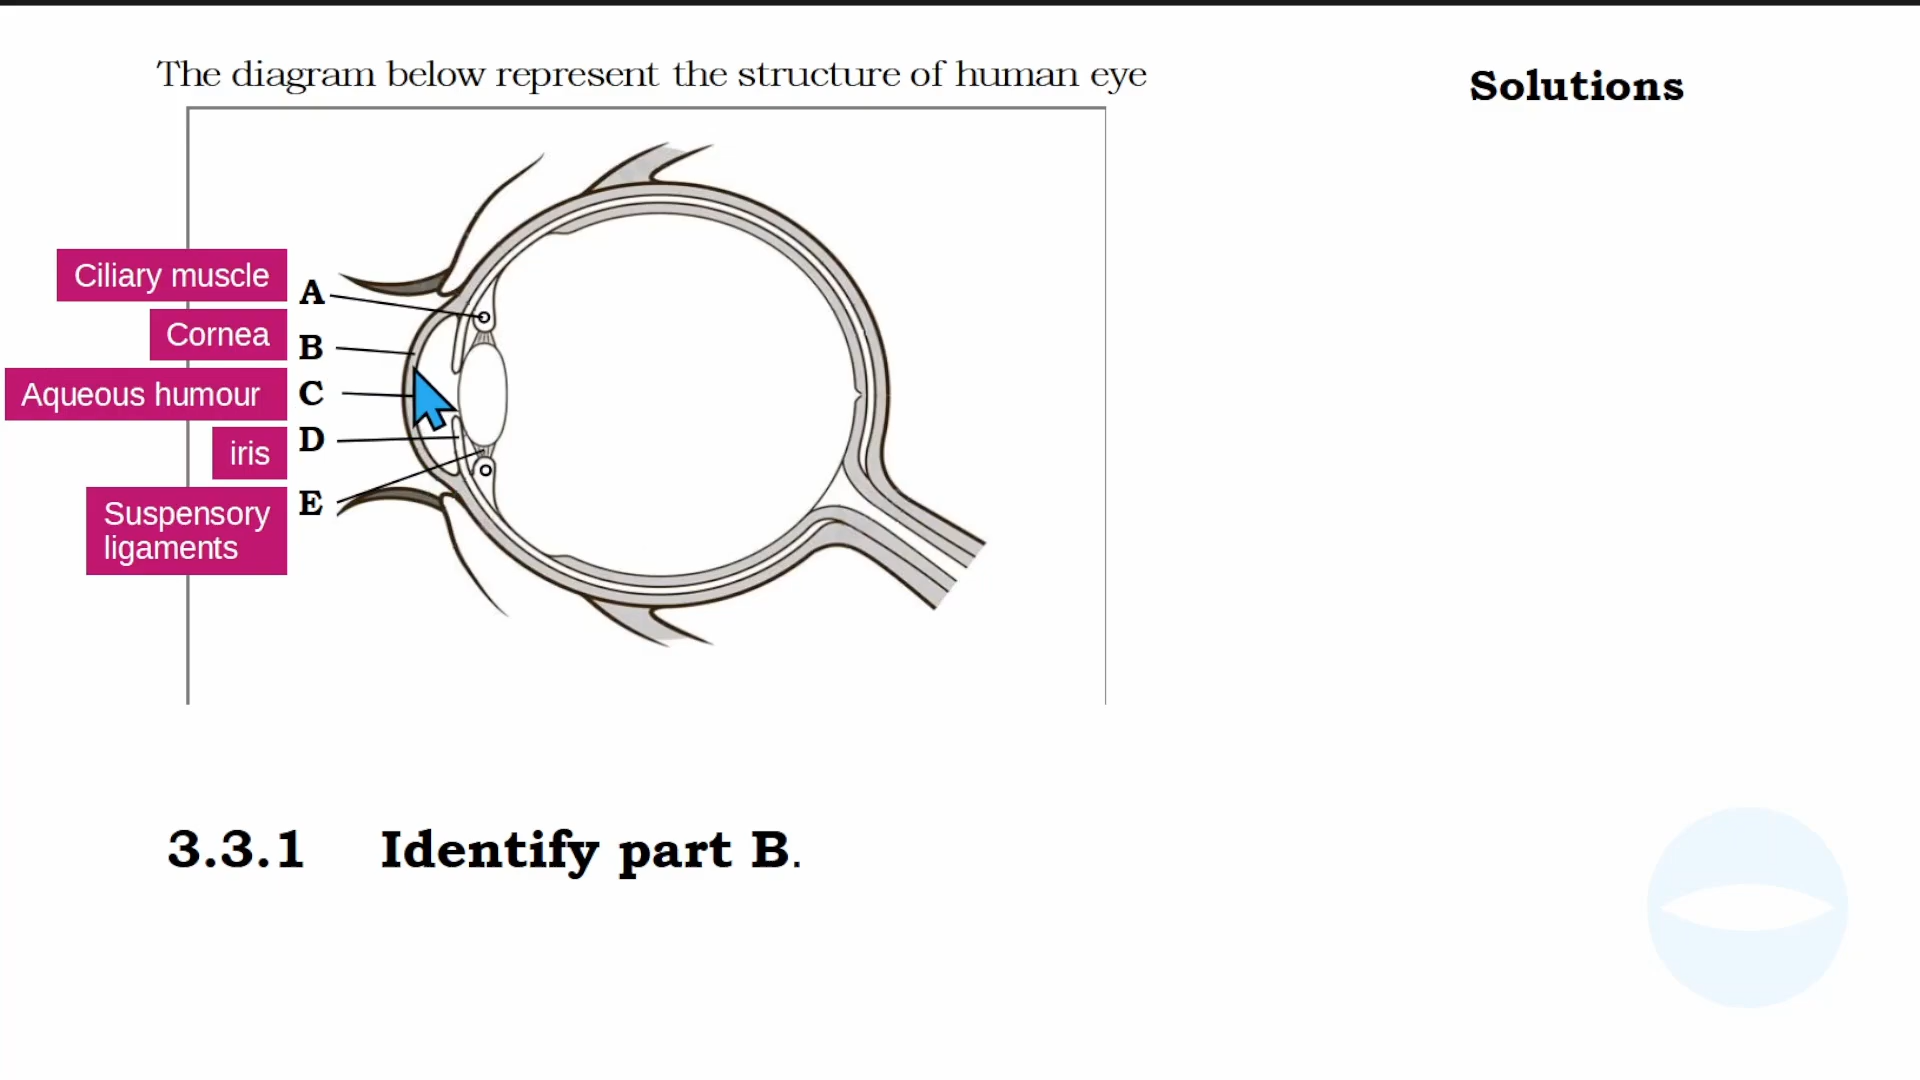 The diagram below represent the structure of human eye
Solutions
Ciliary muscle
A
Cornea
B
Aqueous humour
C
iris
D
Suspensory
ligaments
E
3.3.1 Identify part B.